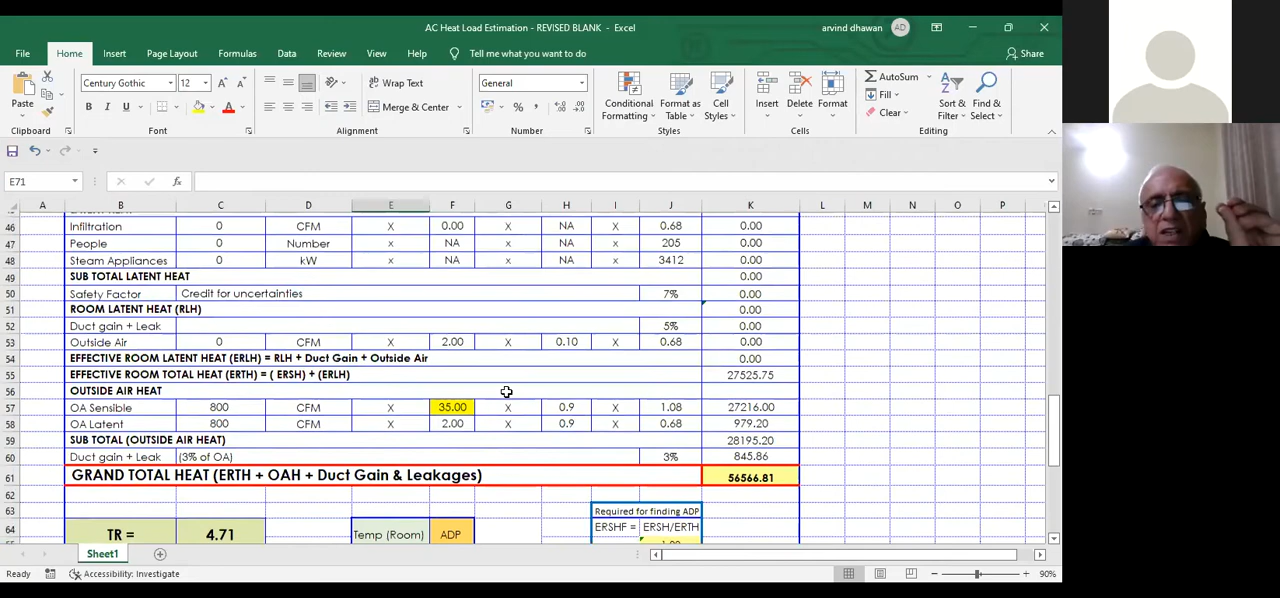 AC Heat Load Estimation - REVISED BLANK - Excel
arvind dhawan AD
File Home Insert Page Layout Formulas Data Review View Help Tell me what you want to do Share
Century Gothic 12 A A Wrap Text General AutoSum
Paste B I U A Merge & Center % Conditional Formatting Format as Table Cell Styles Insert Delete Format Fill Clear Sort & Filter Find & Select
Clipboard Font Alignment Number Styles Cells Editing
E71 fx
A B C D E F G H I J K L M N O P
46 Infiltration 0 CFM X 0.00 X NA X 0.68 0.00
47 People 0 Number X NA x NA x 205 0.00
48 Steam Appliances 0 kW x NA x NA x 3412 0.00
49 SUB TOTAL LATENT HEAT 0.00
50 Safety Factor Credit for uncertainties 7% 0.00
51 ROOM LATENT HEAT (RLH) 0.00
52 Duct gain + Leak 5% 0.00
53 Outside Air 0 CFM X 2.00 X 0.10 X 0.68 0.00
54 EFFECTIVE ROOM LATENT HEAT (ERLH) = RLH + Duct Gain + Outside Air 0.00
55 EFFECTIVE ROOM TOTAL HEAT (ERTH) = ( ERSH) + (ERLH) 27525.75
56 OUTSIDE AIR HEAT
57 OA Sensible 800 CFM X 35.00 X 0.9 X 1.08 27216.00
58 OA Latent 800 CFM X 2.00 X 0.9 X 0.68 979.20
59 SUB TOTAL (OUTSIDE AIR HEAT) 28195.20
60 Duct gain + Leak (3% of OA) 3% 845.86
61 GRAND TOTAL HEAT (ERTH + OAH + Duct Gain & Leakages) 56566.81
62
63 Required for finding ADP
64 TR = 4.71 Temp (Room) ADP ERSHF = ERSH/ERTH
Sheet1
Ready Accessibility: Investigate 90%